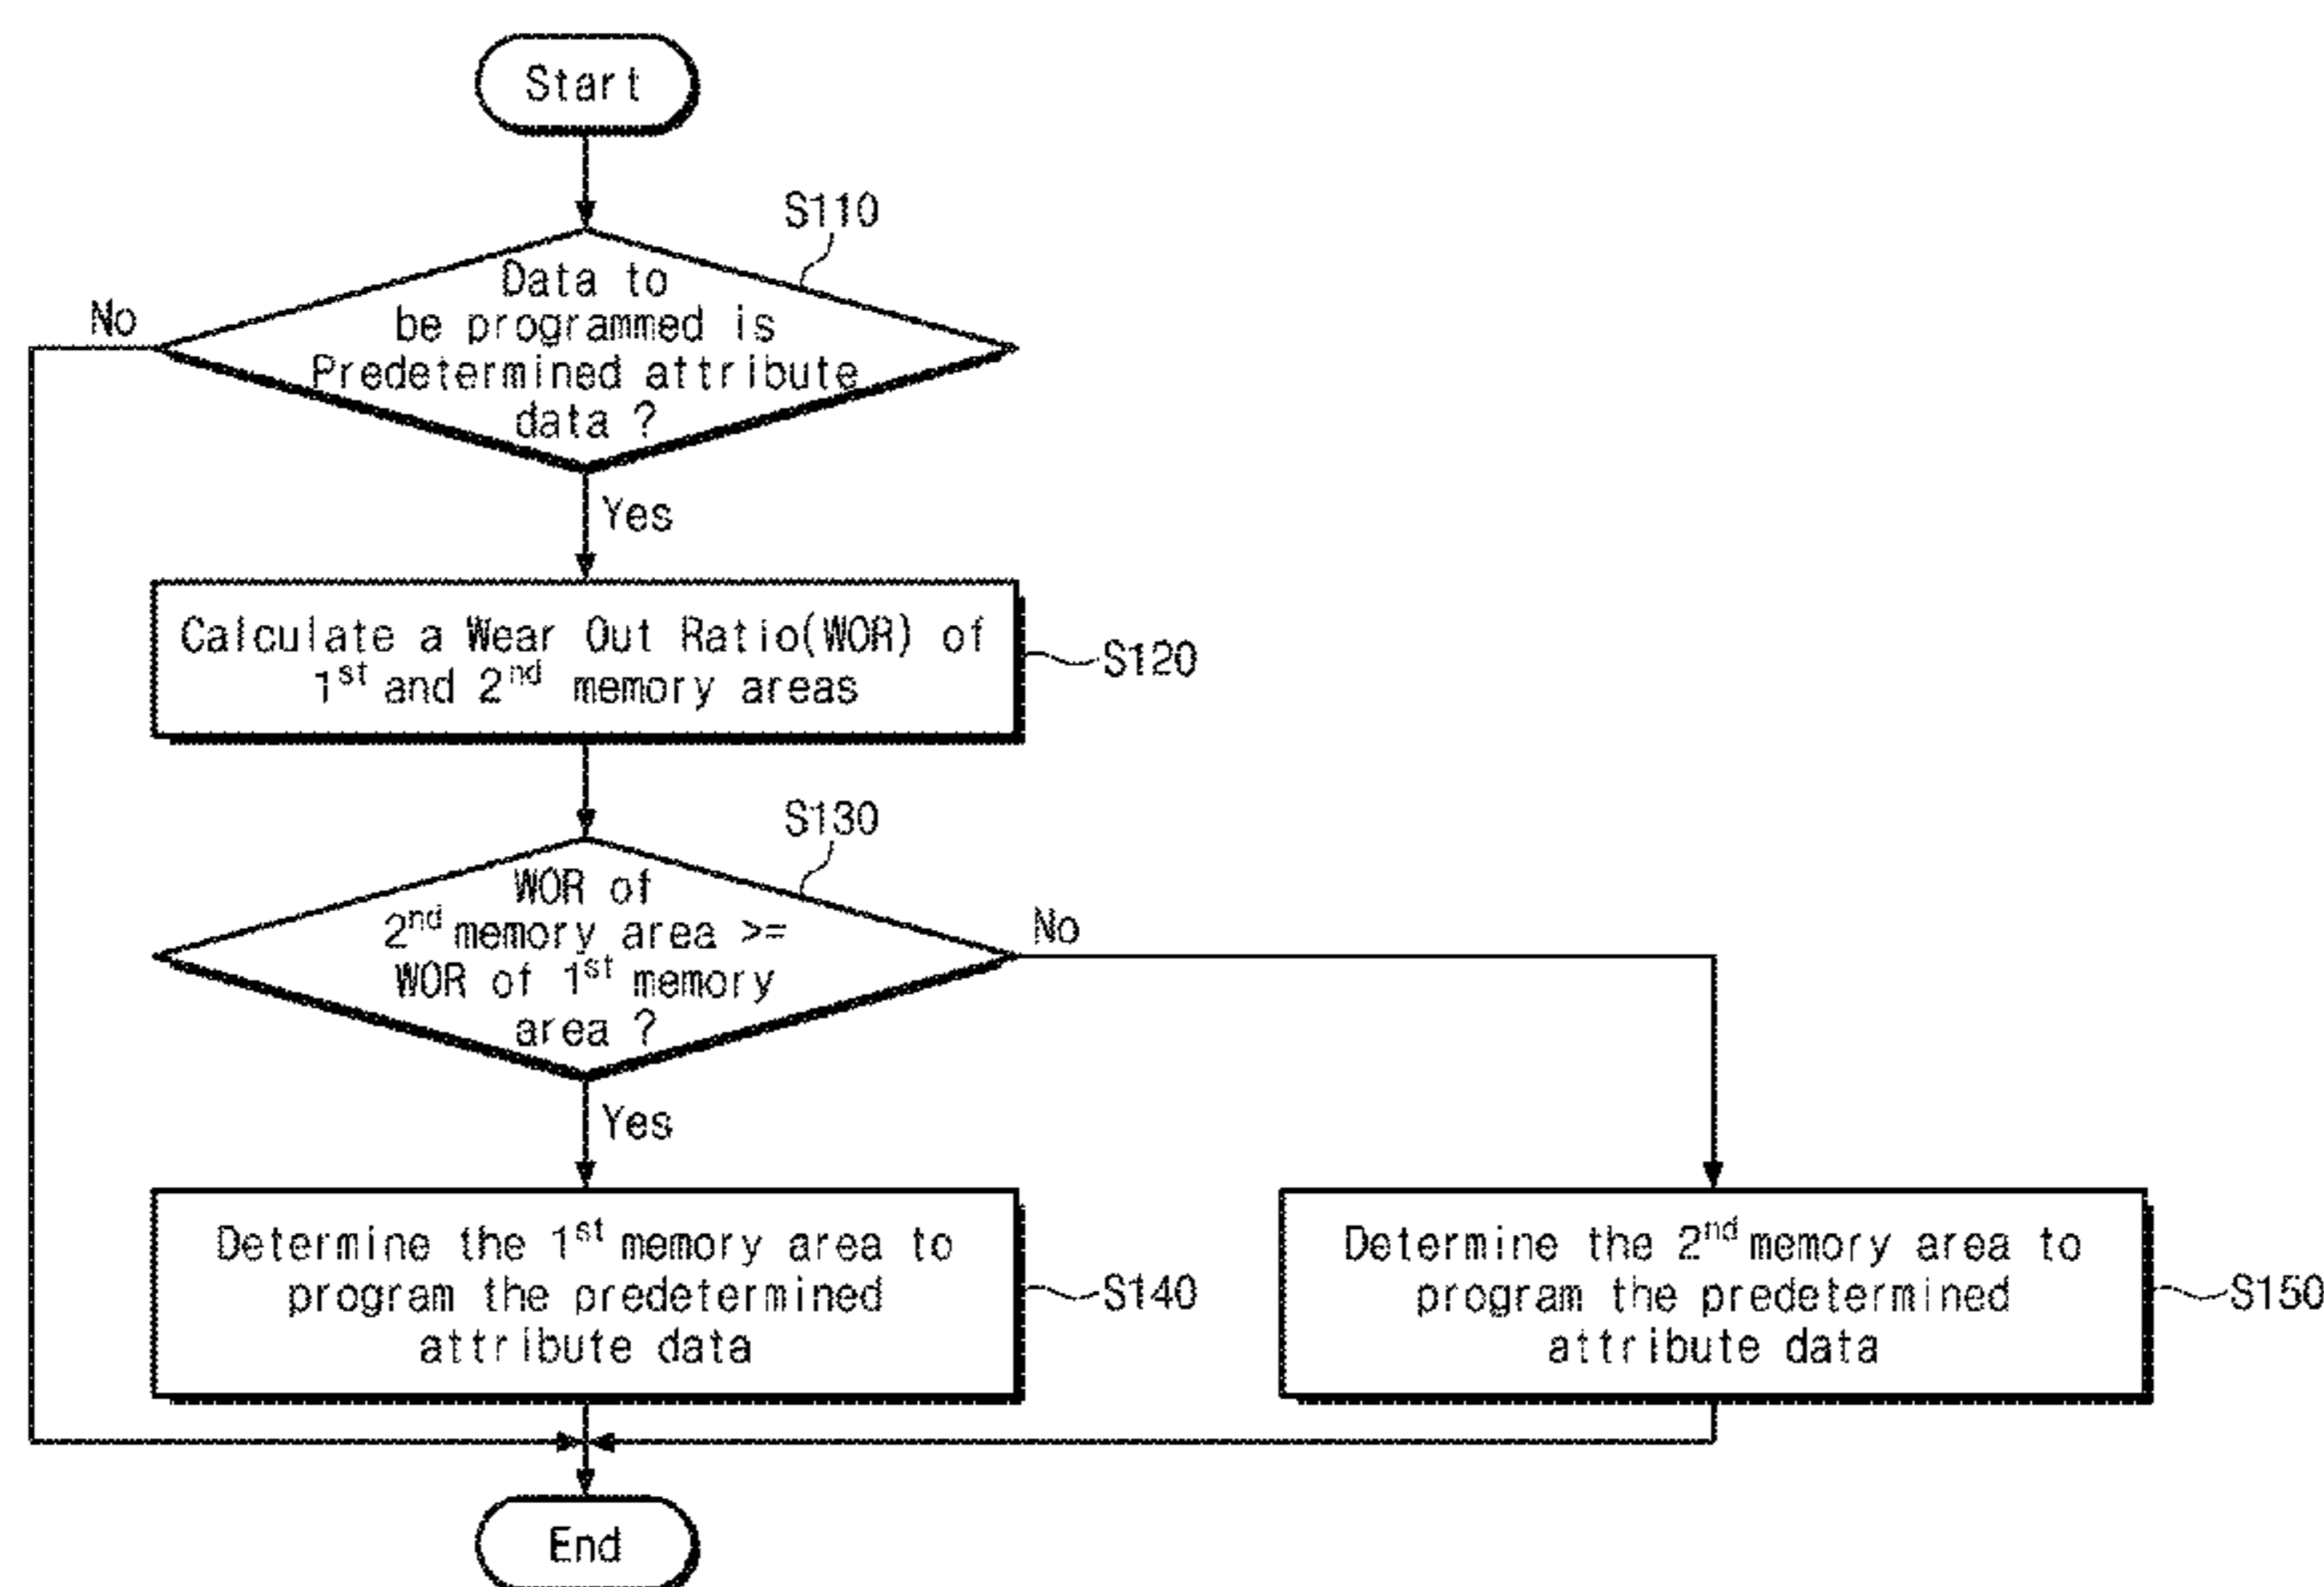 Start
S110
Data to
be programmed is
Predetermined attribute
data ?
No
Yes
Calculate a Wear Out Ratio(WOR) of
1st and 2nd memory areas
S120
S130
WOR of
2nd memory area >=
WOR of 1st memory
area ?
No
Yes
Determine the 1st memory area to
program the predetermined
attribute data
S140
Determine the 2nd memory area to
program the predetermined
attribute data
S150
End